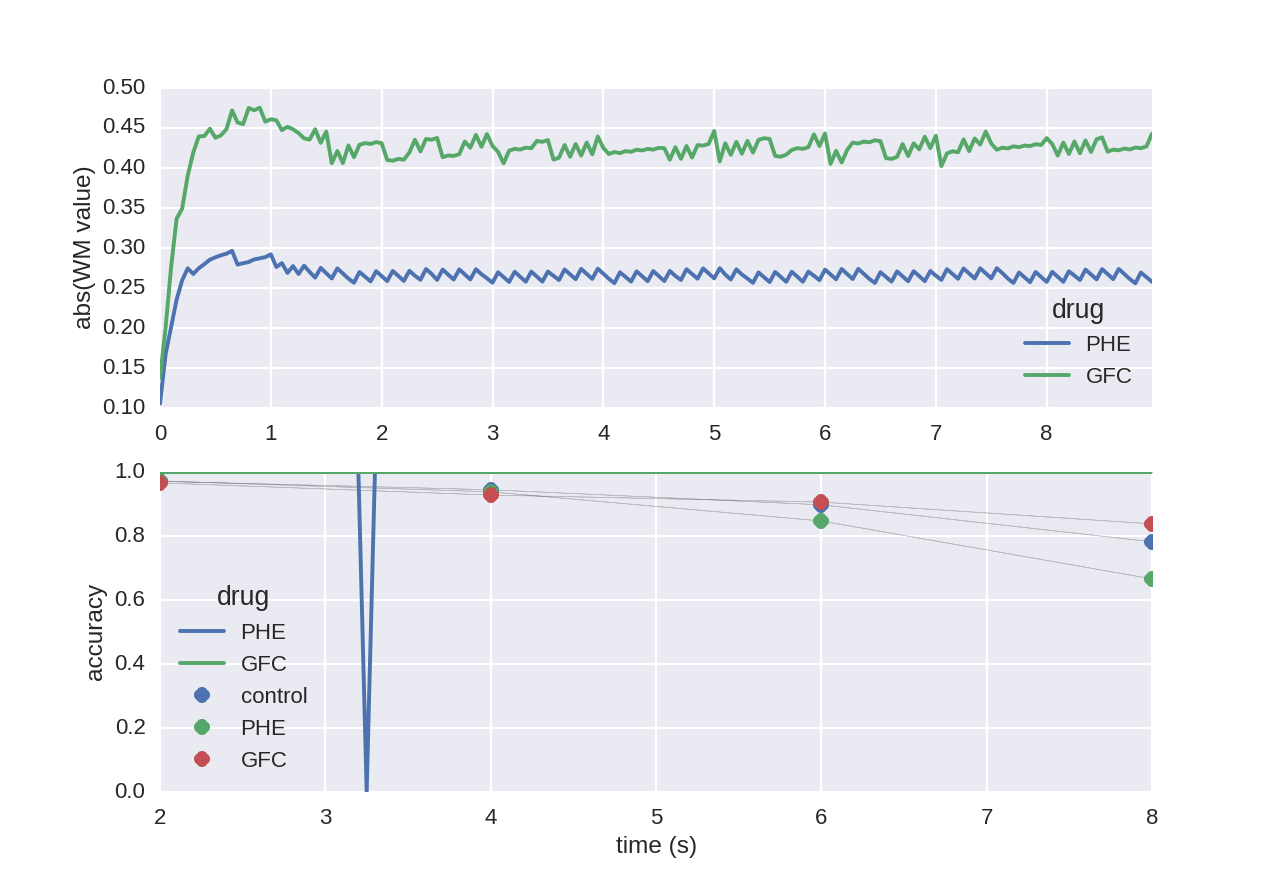 0.50
0.45
0.40
0.35
0.30
0.25
0.20
0.15
0.10
abs(WM value)
drug
PHE
GFC
0 1 2 3 4 5 6 7 8
1.0
0.8
0.6
0.4
0.2
0.0
accuracy
drug
PHE
GFC
control
PHE
GFC
2 3 4 5 6 7 8
time (s)